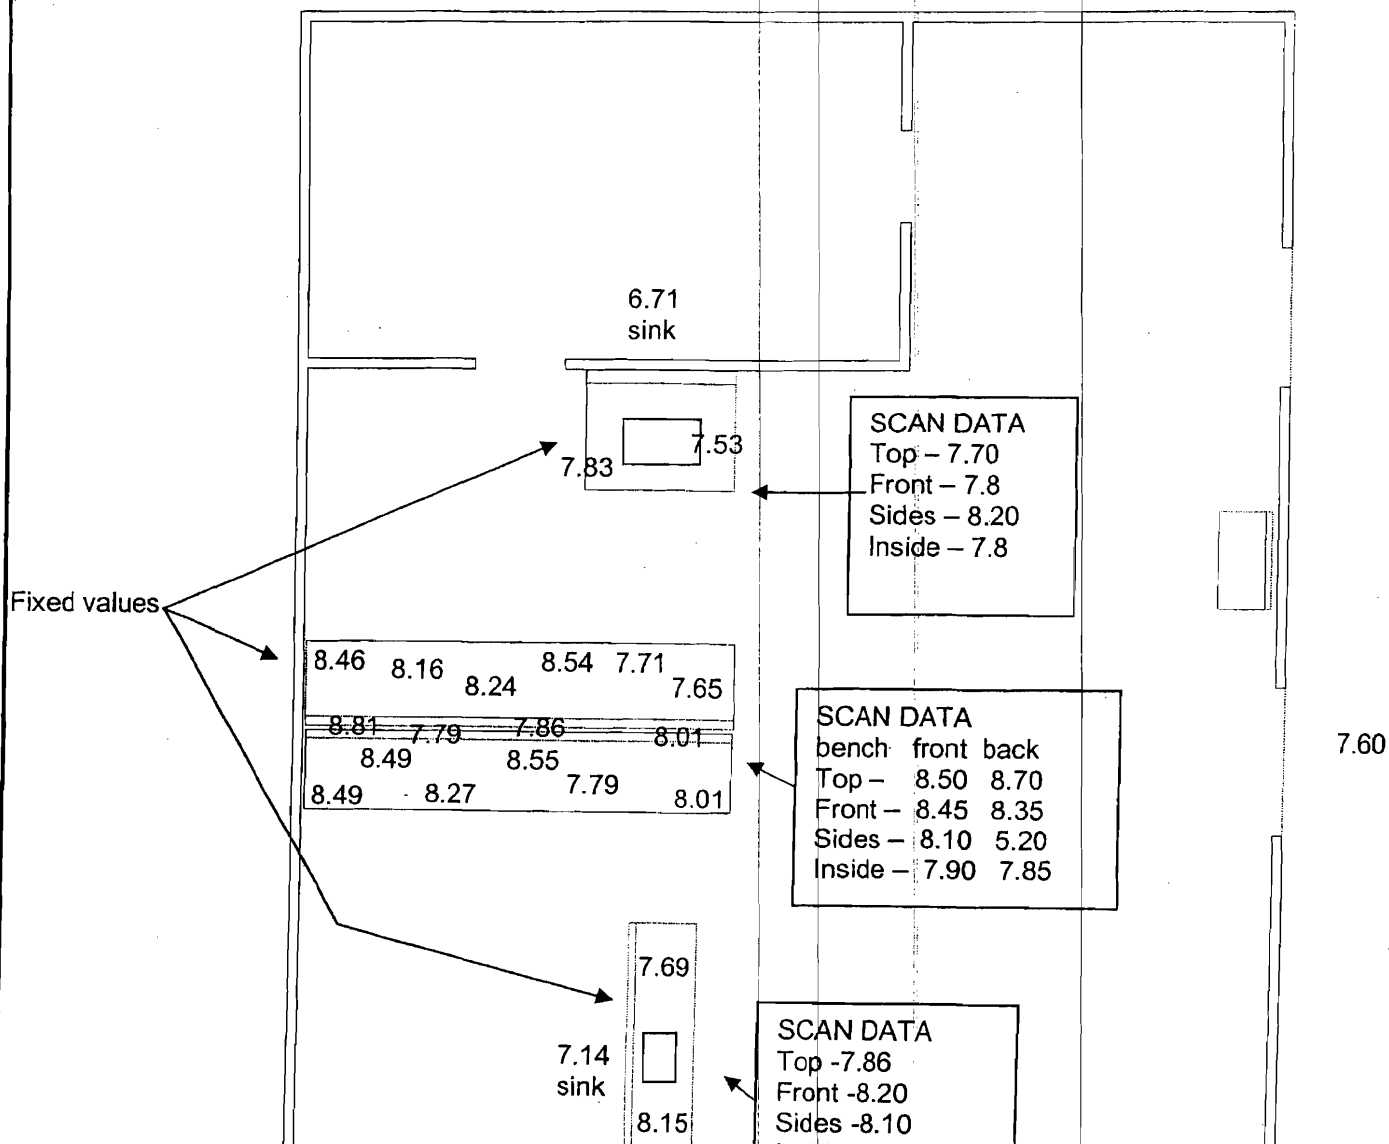 6.71
sink
SCAN DATA
Top – 7.70
Front – 7.8
Sides – 8.20
Inside – 7.8
7.53
7.83
Fixed values
8.46 8.16 8.24 8.54 7.71 7.65
8.81 7.79 7.86 8.01
8.49 8.55
8.49 8.27 7.79 8.01
SCAN DATA
bench front back
Top – 8.50 8.70
Front – 8.45 8.35
Sides – 8.10 5.20
Inside – 7.90 7.85
7.60
7.69
7.14
sink
8.15
SCAN DATA
Top -7.86
Front -8.20
Sides -8.10